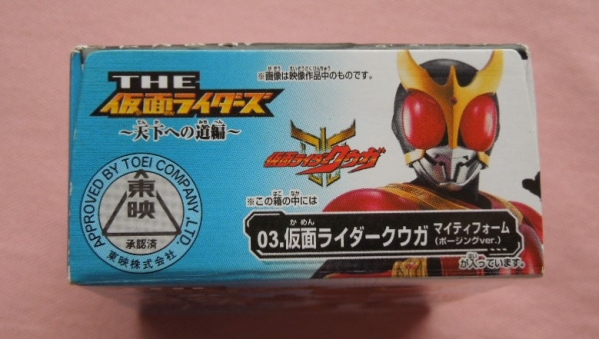 THE
仮面ライダーズ
～天下への道編～
※画像は映像作品中のものです。
仮面ライダークウガ
※この箱の中には
03.仮面ライダークウガ マイティフォーム
(ポージングver.)
が入っています。
APPROVED BY TOEI COMPANY ,LTD.
東映
承認済
東映株式会社